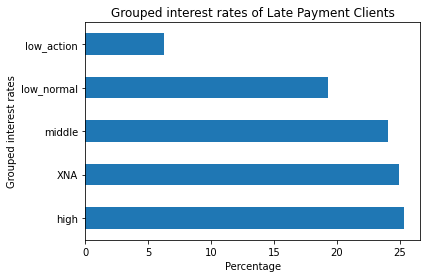 Grouped interest rates of Late Payment Clients
low_action
low_normal
middle
XNA
high
Grouped interest rates
0 5 10 15 20 25
Percentage